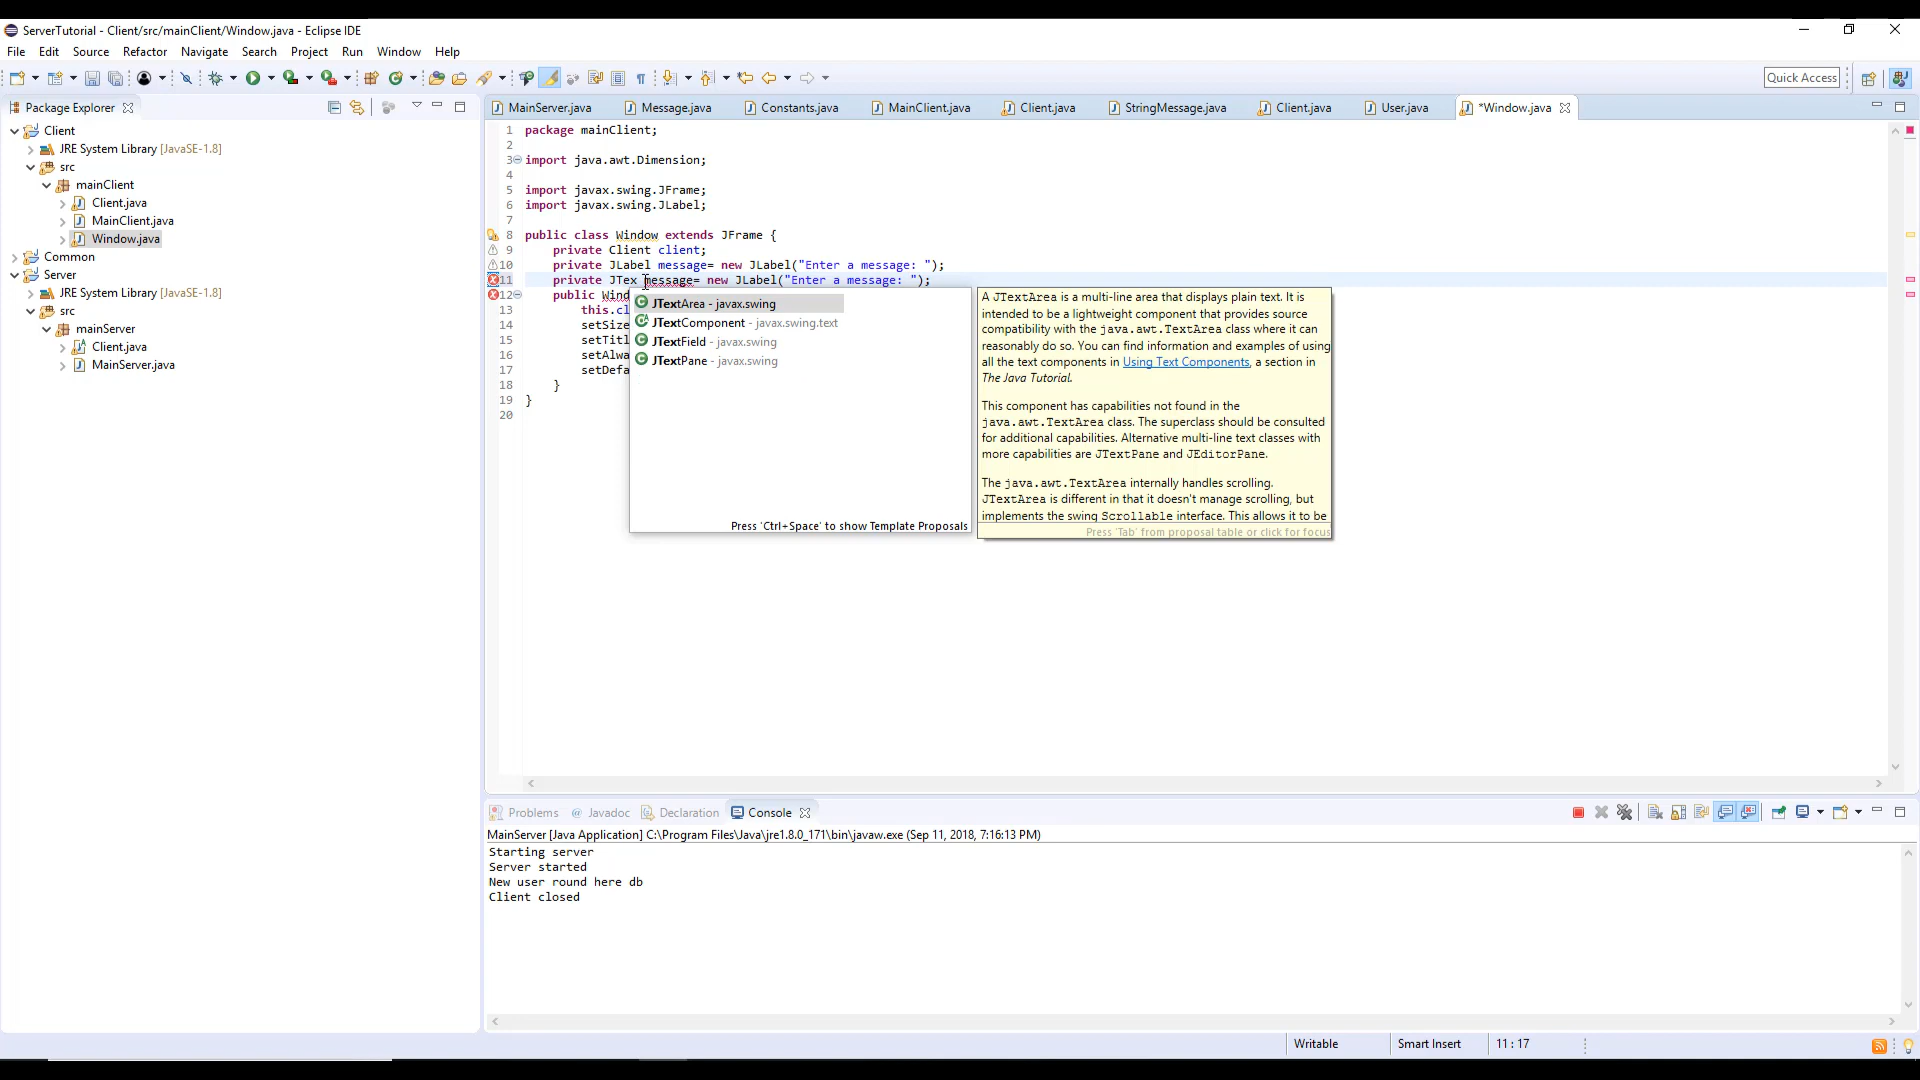 ServerTutorial - Client/src/mainClient/Window.java - Eclipse IDE
File Edit Source Refactor Navigate Search Project Run Window Help
Quick Access
Package Explorer
Client
JRE System Library [JavaSE-1.8]
src
mainClient
Client.java
MainClient.java
Window.java
Common
Server
JRE System Library [JavaSE-1.8]
src
mainServer
Client.java
MainServer.java
MainServer.java Message.java Constants.java MainClient.java Client.java StringMessage.java Client.java User.java *Window.java
1 package mainClient;
2
3 import java.awt.Dimension;
4
5 import javax.swing.JFrame;
6 import javax.swing.JLabel;
7
8 public class Window extends JFrame {
9 private Client client;
10 private JLabel message= new JLabel("Enter a message: ");
11 private JTex message= new JLabel("Enter a message: ");
12 public Wind
13 this.cl
14 setSize
15 setTitl
16 setAlwa
17 setDefa
18 }
19 }
20
JTextArea - javax.swing
JTextComponent - javax.swing.text
JTextField - javax.swing
JTextPane - javax.swing
Press 'Ctrl+Space' to show Template Proposals
A JTextArea is a multi-line area that displays plain text. It is
intended to be a lightweight component that provides source
compatibility with the java.awt.TextArea class where it can
reasonably do so. You can find information and examples of using
all the text components in Using Text Components, a section in
The Java Tutorial.
This component has capabilities not found in the
java.awt.TextArea class. The superclass should be consulted
for additional capabilities. Alternative multi-line text classes with
more capabilities are JTextPane and JEditorPane.
The java.awt.TextArea internally handles scrolling.
JTextArea is different in that it doesn't manage scrolling, but
implements the swing Scrollable interface. This allows it to be
Press 'Tab' from proposal table or click for focus
Problems @ Javadoc Declaration Console
MainServer [Java Application] C:\Program Files\Java\jre1.8.0_171\bin\javaw.exe (Sep 11, 2018, 7:16:13 PM)
Starting server
Server started
New user round here db
Client closed
Writable Smart Insert 11 : 17